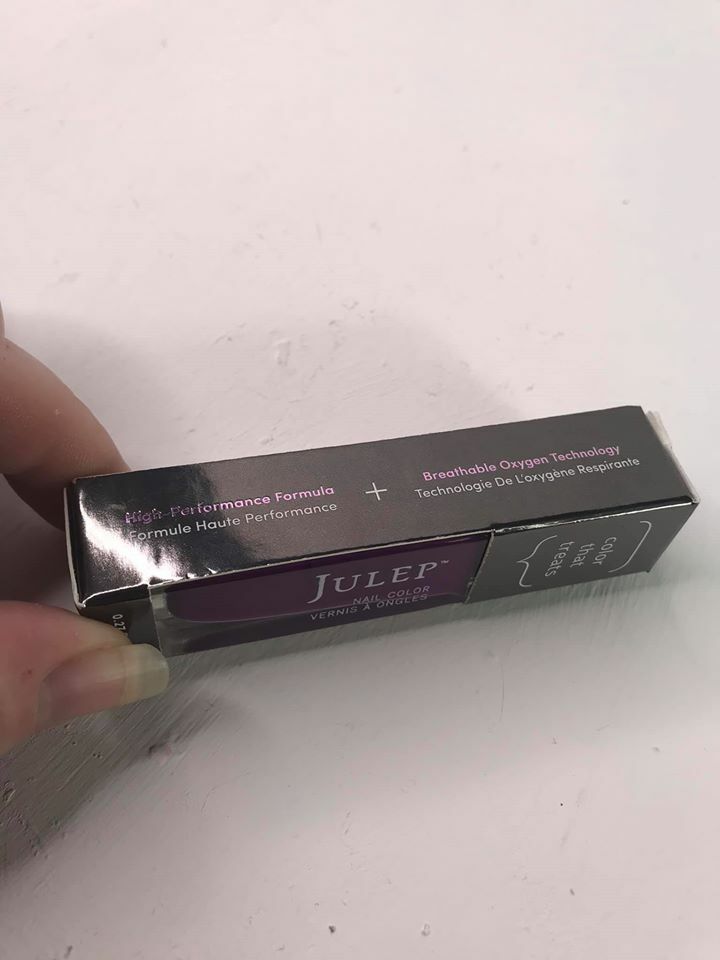 High-Performance Formula
Formule Haute Performance
+
Breathable Oxygen Technology
Technologie De L'oxygène Respirante
JULEP™
NAIL COLOR
VERNIS À ONGLES
{color
that
treats}